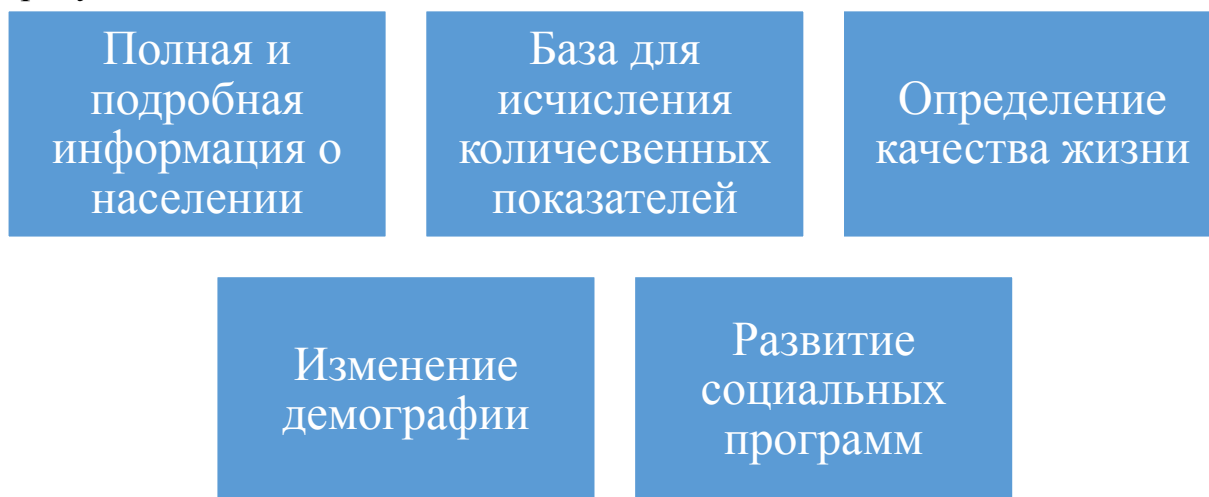 Полная и
подробная
информация о
населении
База для
исчисления
количесвенных
показателей
Определение
качества жизни
Изменение
демографии
Развитие
социальных
программ